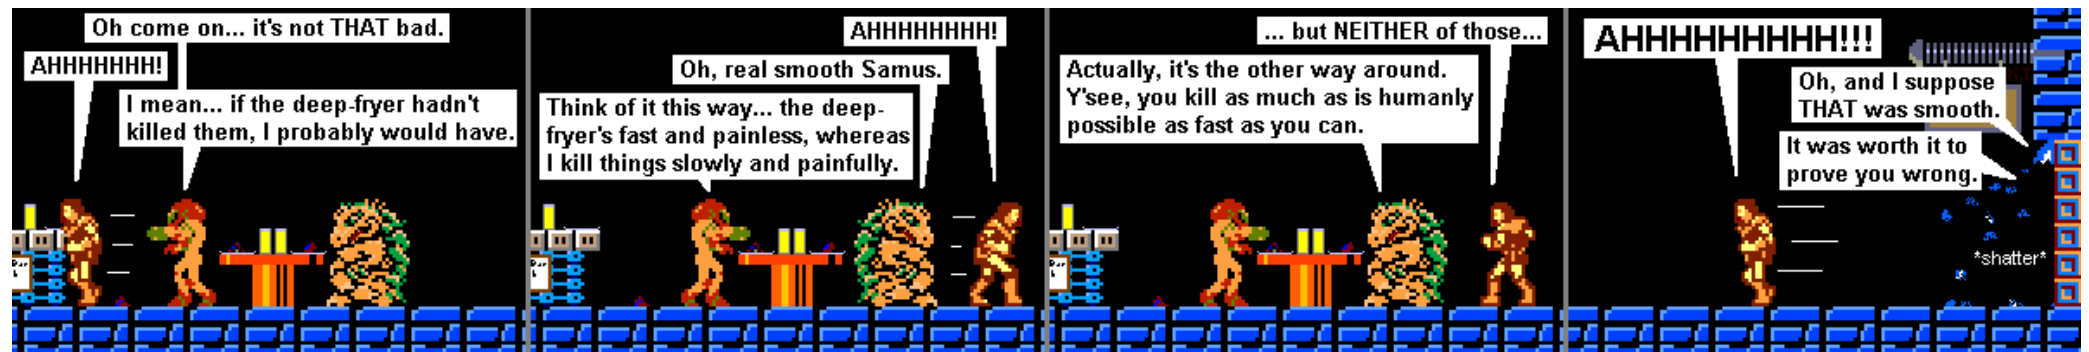 Oh come on... it's not THAT bad.
AHHHHHHH!
I mean... if the deep-fryer hadn't
killed them, I probably would have.
AHHHHHHHHH!
Oh, real smooth Samus.
Think of it this way... the deep-
fryer's fast and painless, whereas
I kill things slowly and painfully.
... but NEITHER of those...
Actually, it's the other way around.
Y'see, you kill as much as is humanly
possible as fast as you can.
AHHHHHHHHHH!!!
Oh, and I suppose
THAT was smooth.
It was worth it to
prove you wrong.
*shatter*